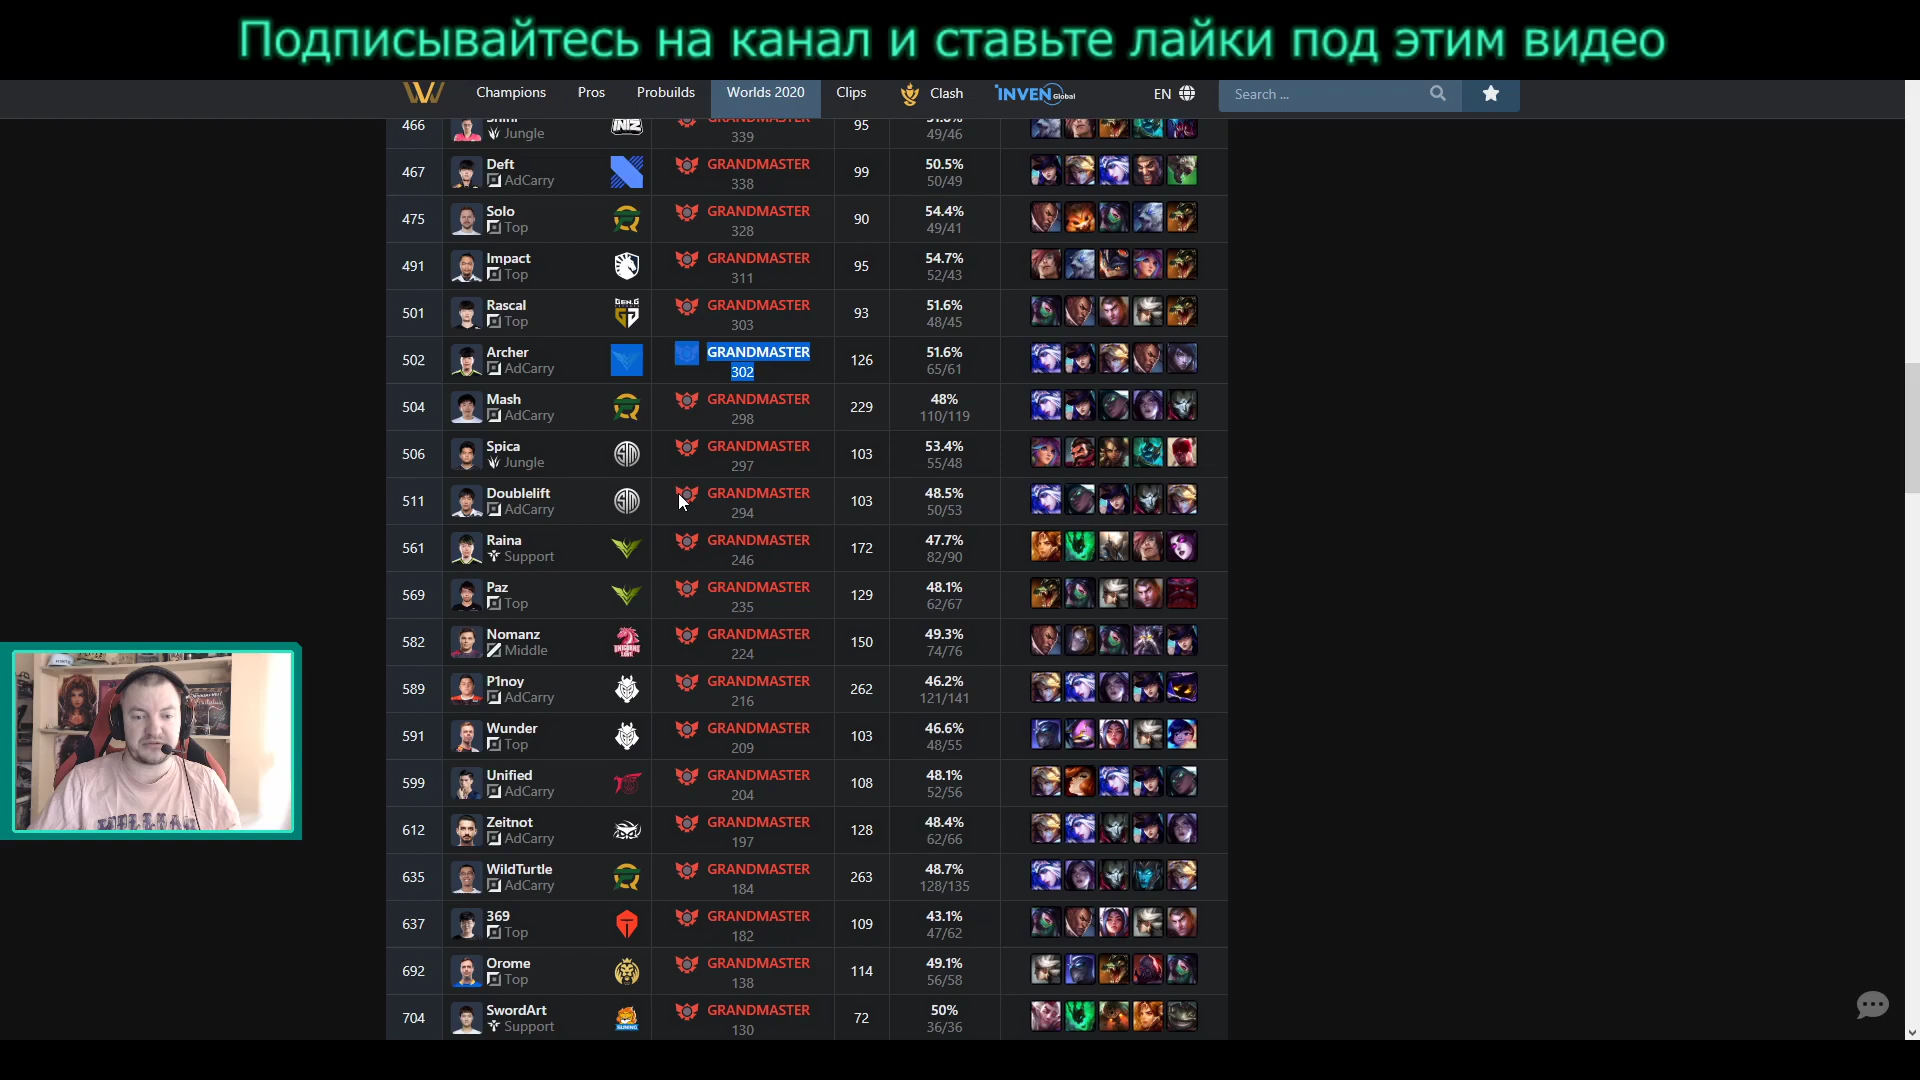 Подписывайтесь на канал и ставьте лайки под этим видео
Champions Pros Probuilds Worlds 2020 Clips Clash INVEN Global EN Search ...
466 Jungle INTZ GRANDMASTER 339 95 49/46
467 Deft AdCarry GRANDMASTER 338 99 50.5% 50/49
475 Solo Top GRANDMASTER 328 90 54.4% 49/41
491 Impact Top GRANDMASTER 311 95 54.7% 52/43
501 Rascal Top GEN.G GRANDMASTER 303 93 51.6% 48/45
502 Archer AdCarry GRANDMASTER 302 126 51.6% 65/61
504 Mash AdCarry GRANDMASTER 298 229 48% 110/119
506 Spica Jungle TSM GRANDMASTER 297 103 53.4% 55/48
511 Doublelift AdCarry TSM GRANDMASTER 294 103 48.5% 50/53
561 Raina Support GRANDMASTER 246 172 47.7% 82/90
569 Paz Top GRANDMASTER 235 129 48.1% 62/67
582 Nomanz Middle UNICORNS OF LOVE GRANDMASTER 224 150 49.3% 74/76
589 P1noy AdCarry GRANDMASTER 216 262 46.2% 121/141
591 Wunder Top GRANDMASTER 209 103 46.6% 48/55
599 Unified AdCarry GRANDMASTER 204 108 48.1% 52/56
612 Zeitnot AdCarry GRANDMASTER 197 128 48.4% 62/66
635 WildTurtle AdCarry GRANDMASTER 184 263 48.7% 128/135
637 369 Top GRANDMASTER 182 109 43.1% 47/62
692 Orome Top GRANDMASTER 138 114 49.1% 56/58
704 SwordArt Support SUNING GRANDMASTER 130 72 50% 36/36